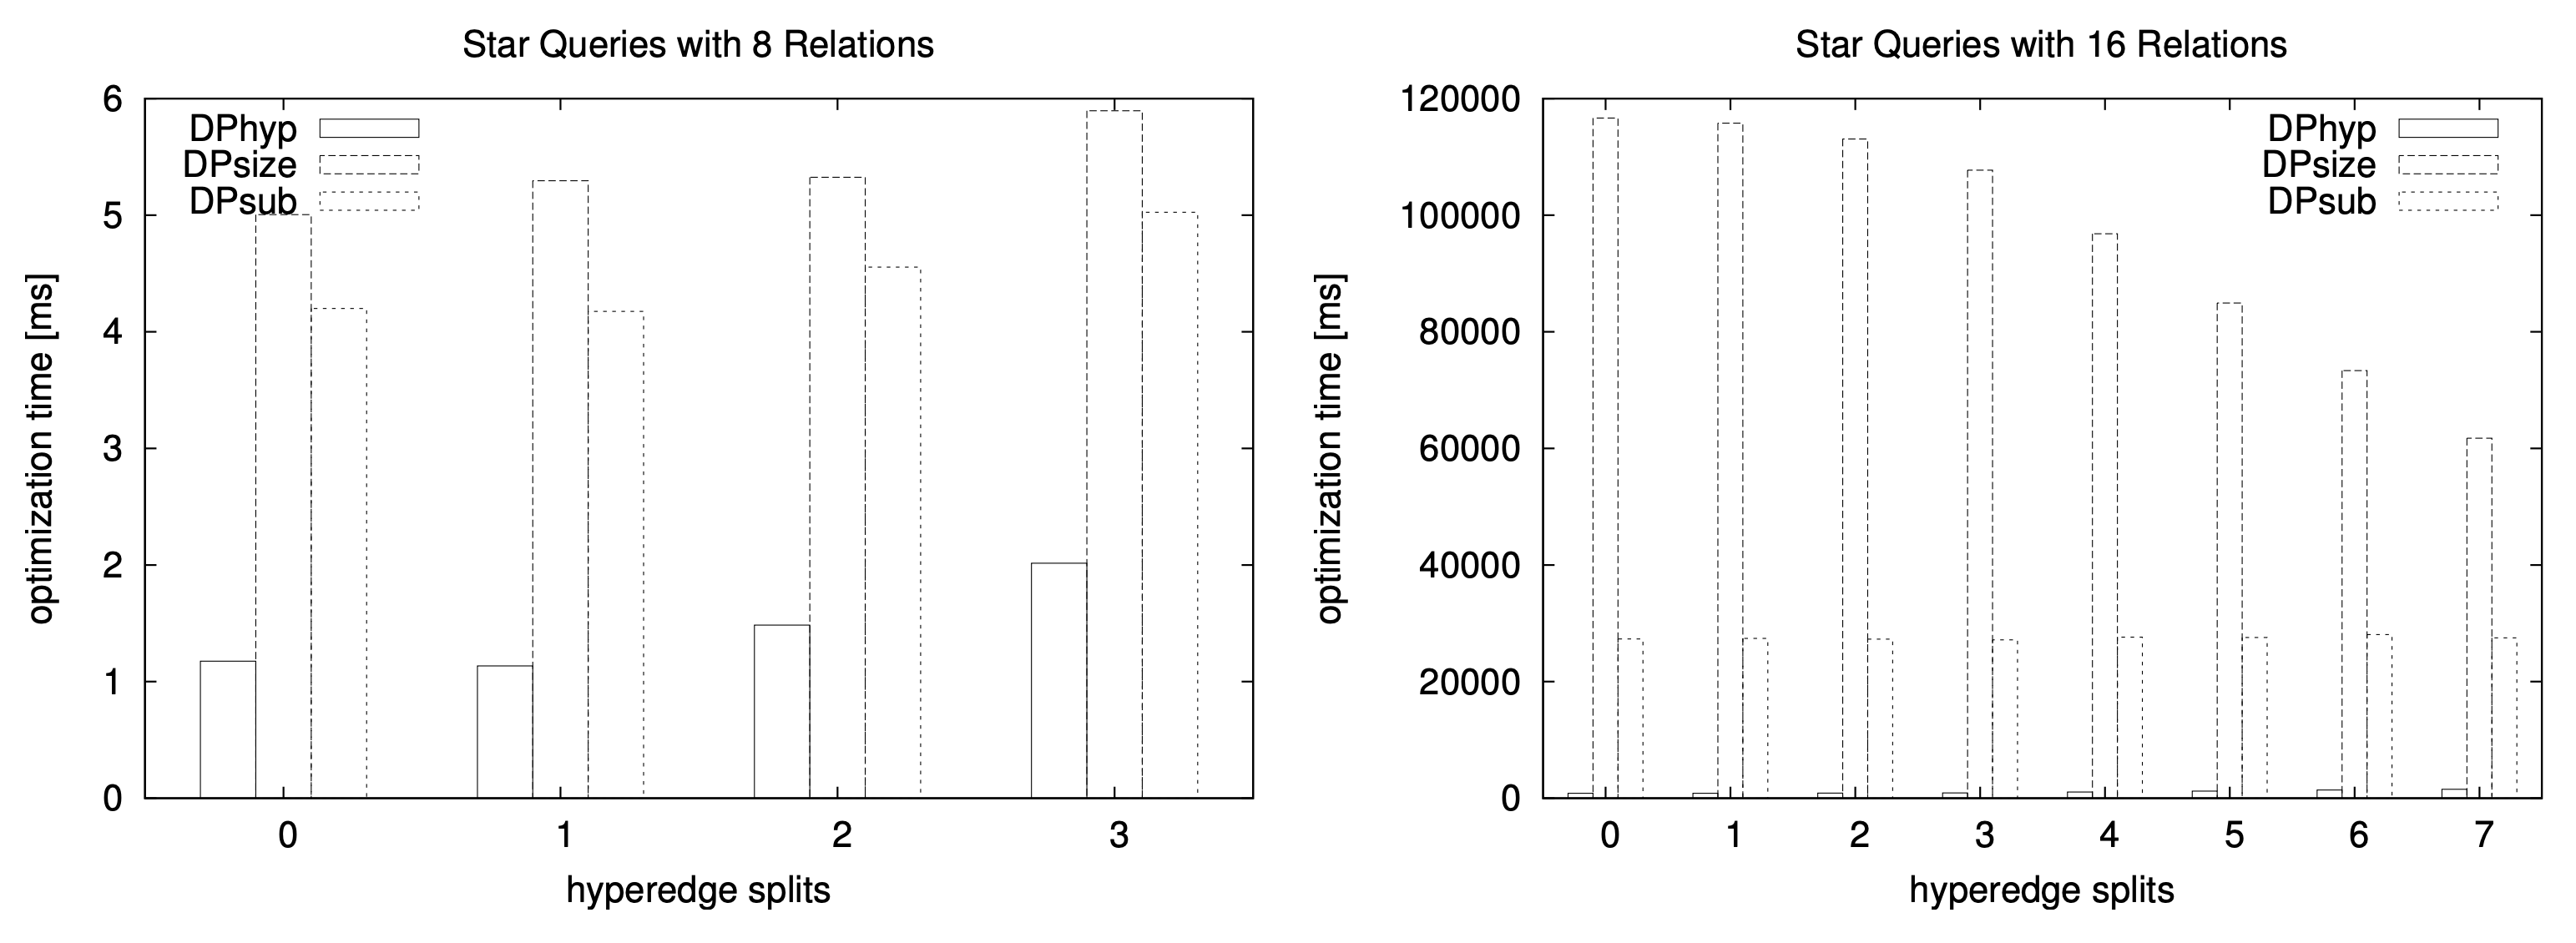 Star Queries with 8 Relations
optimization time [ms]
6
5
4
3
2
1
0
DPhyp
DPsize
DPsub
0 1 2 3
hyperedge splits
Star Queries with 16 Relations
optimization time [ms]
120000
100000
80000
60000
40000
20000
0
DPhyp
DPsize
DPsub
0 1 2 3 4 5 6 7
hyperedge splits